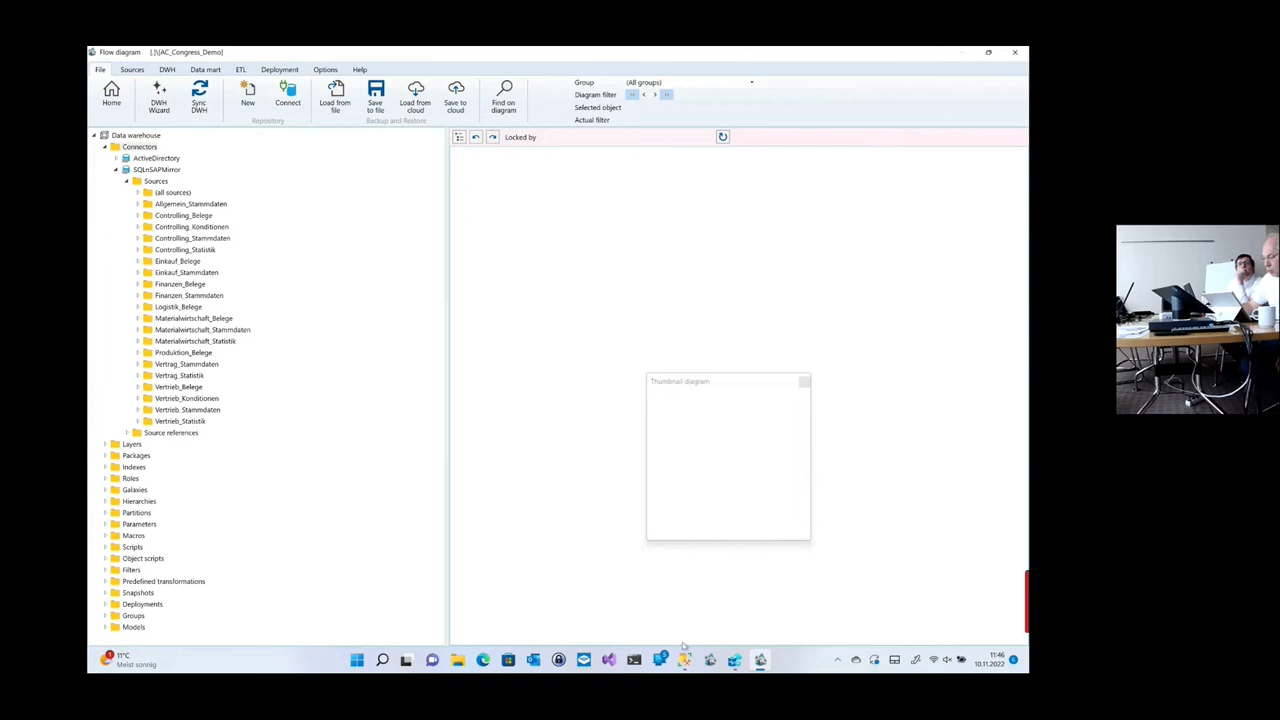 Flow diagram [.\[AC_Congress_Demo]
File Sources DWH Data mart ETL Deployment Options Help
Home
DWH Wizard
Sync DWH
New
Connect
Repository
Load from file
Save to file
Load from cloud
Save to cloud
Backup and Restore
Find on diagram
Group (All groups)
Diagram filter
Selected object
Actual filter
Locked by
Data warehouse
Connectors
ActiveDirectory
SQLnSAPMirror
Sources
(all sources)
Allgemein_Stammdaten
Controlling_Belege
Controlling_Konditionen
Controlling_Stammdaten
Controlling_Statistik
Einkauf_Belege
Einkauf_Stammdaten
Finanzen_Belege
Finanzen_Stammdaten
Logistik_Belege
Materialwirtschaft_Belege
Materialwirtschaft_Stammdaten
Materialwirtschaft_Statistik
Produktion_Belege
Vertrag_Stammdaten
Vertrag_Statistik
Vertrieb_Belege
Vertrieb_Konditionen
Vertrieb_Stammdaten
Vertrieb_Statistik
Source references
Layers
Packages
Indexes
Roles
Galaxies
Hierarchies
Partitions
Parameters
Macros
Scripts
Object scripts
Filters
Predefined transformations
Snapshots
Deployments
Groups
Models
Thumbnail diagram
11°C
Meist sonnig
11:46
10.11.2022